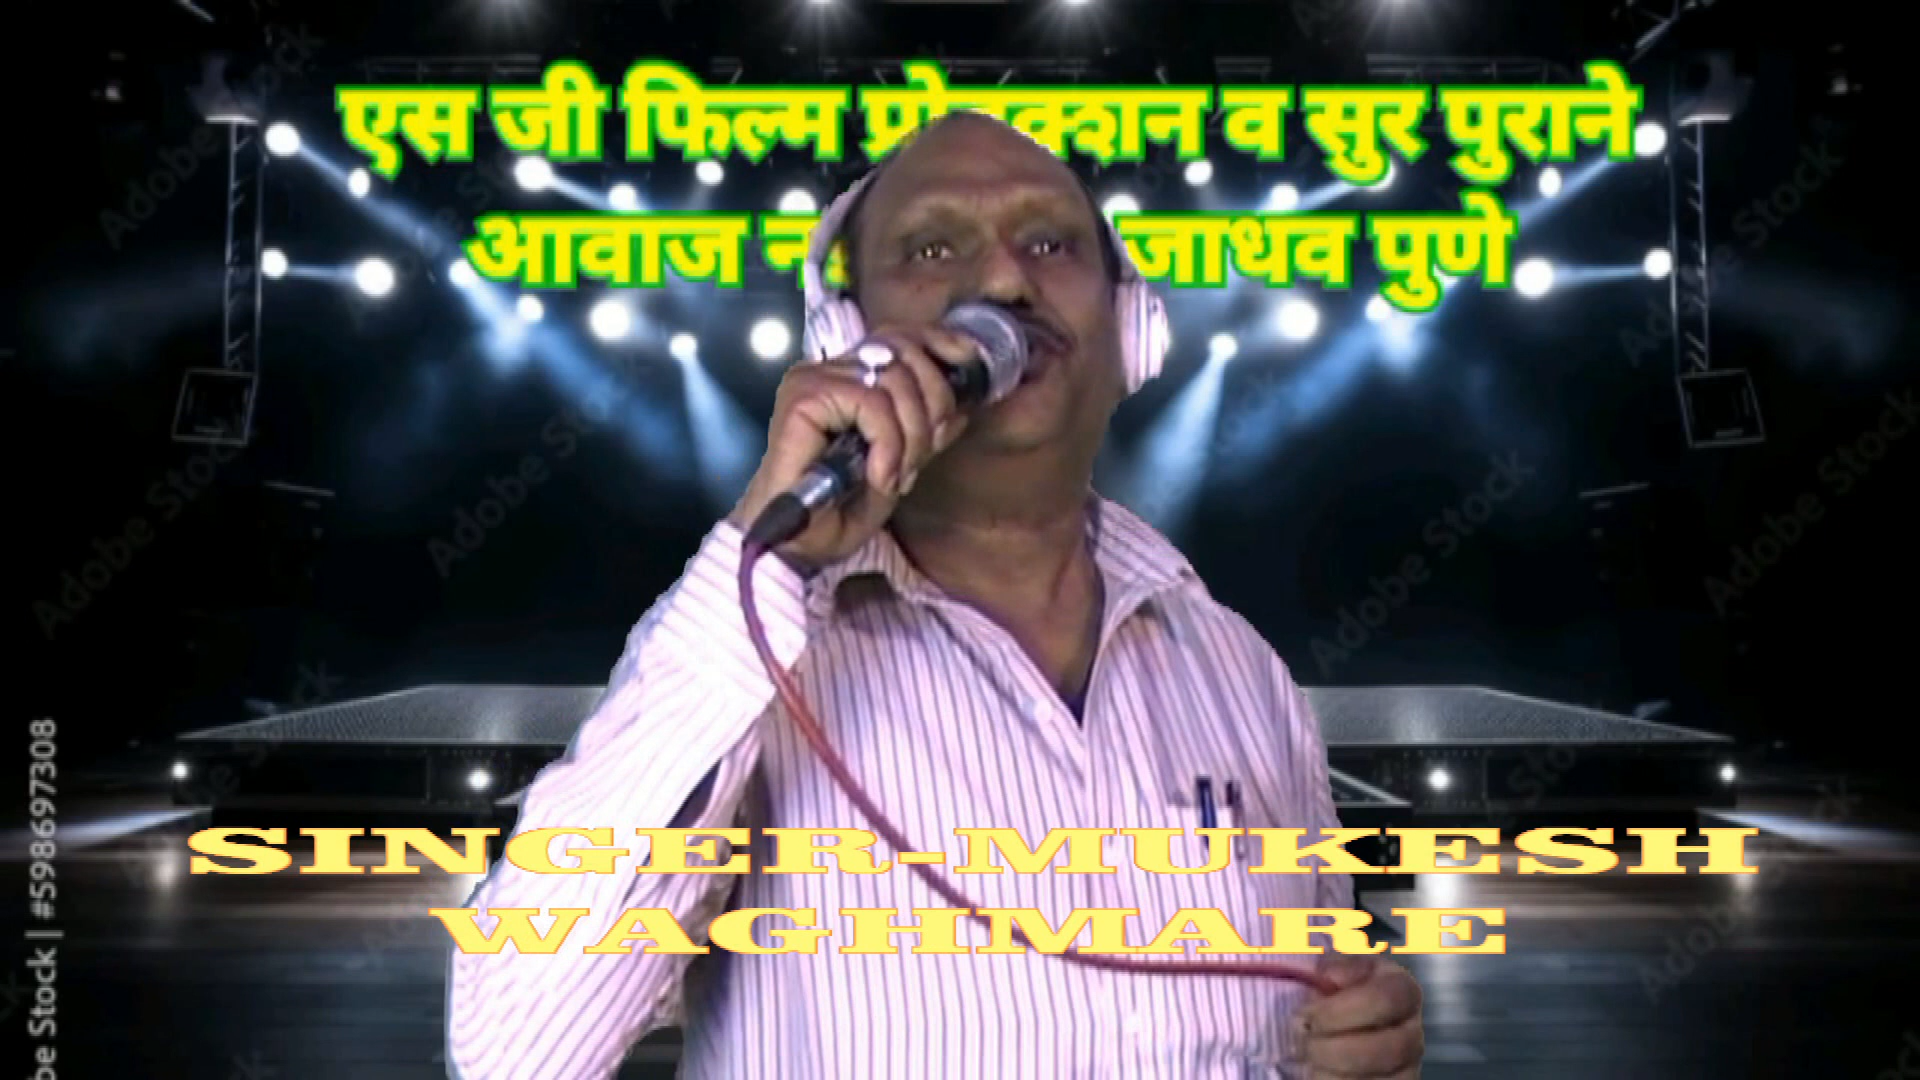 एस जी फिल्म व सुर पुराने
आवाज जाधव पुणे
SINGER-MUKESH
WAGHMARE
Adobe Stock | #598697308